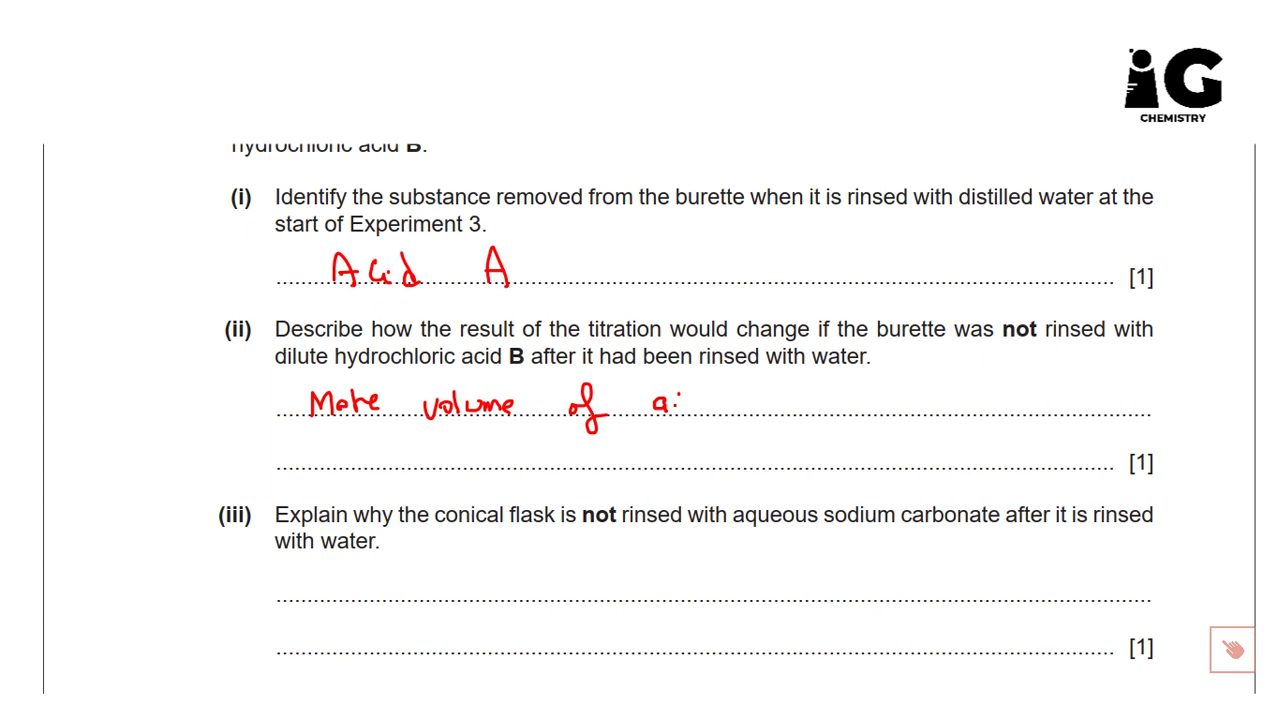 iG
CHEMISTRY
hydrochloric acid B.
(i) Identify the substance removed from the burette when it is rinsed with distilled water at the
start of Experiment 3.
Acid A
[1]
(ii) Describe how the result of the titration would change if the burette was not rinsed with
dilute hydrochloric acid B after it had been rinsed with water.
More volume of a
[1]
(iii) Explain why the conical flask is not rinsed with aqueous sodium carbonate after it is rinsed
with water.
[1]